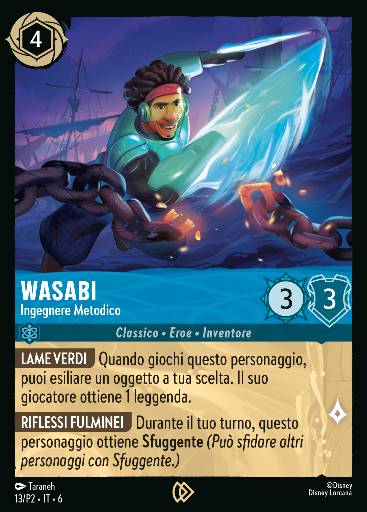 4
WASABI
Ingegnere Metodico
3
3
Classico • Eroe • Inventore
LAME VERDI Quando giochi questo personaggio,
puoi esiliare un oggetto a tua scelta. Il suo
giocatore ottiene 1 leggenda.
RIFLESSI FULMINEI Durante il tuo turno, questo
personaggio ottiene Sfuggente (Può sfidare altri
personaggi con Sfuggente.)
Taraneh
13/P2 • IT • 6
©Disney
Disney Lorcana